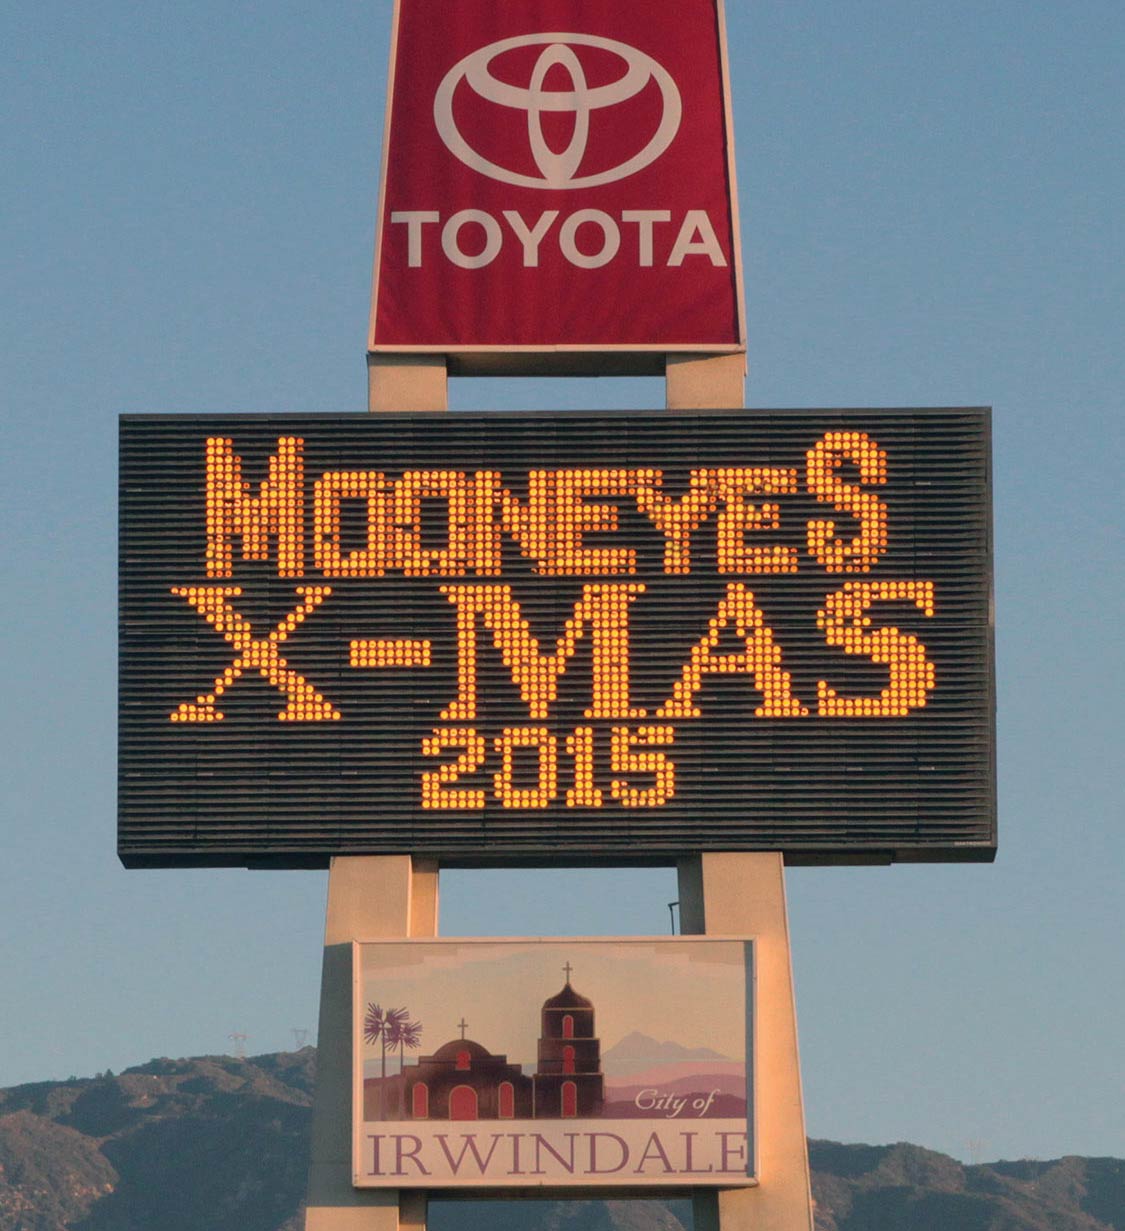 TOYOTA
MOONEYES
X-MAS
2015
City of
IRWINDALE